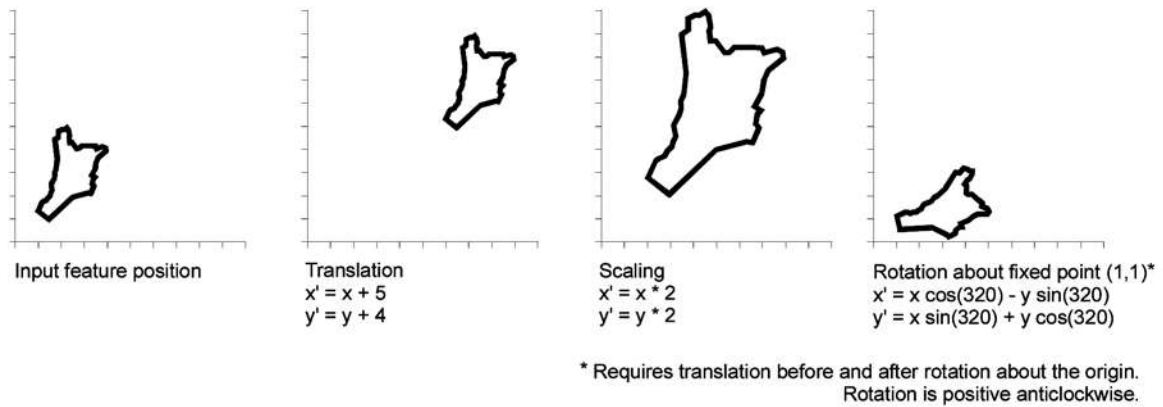 Input feature position
Translation
x' = x + 5
y' = y + 4
Scaling
x' = x * 2
y' = y * 2
Rotation about fixed point (1,1)*
x' = x cos(320) - y sin(320)
y' = x sin(320) + y cos(320)
* Requires translation before and after rotation about the origin.
Rotation is positive anticlockwise.